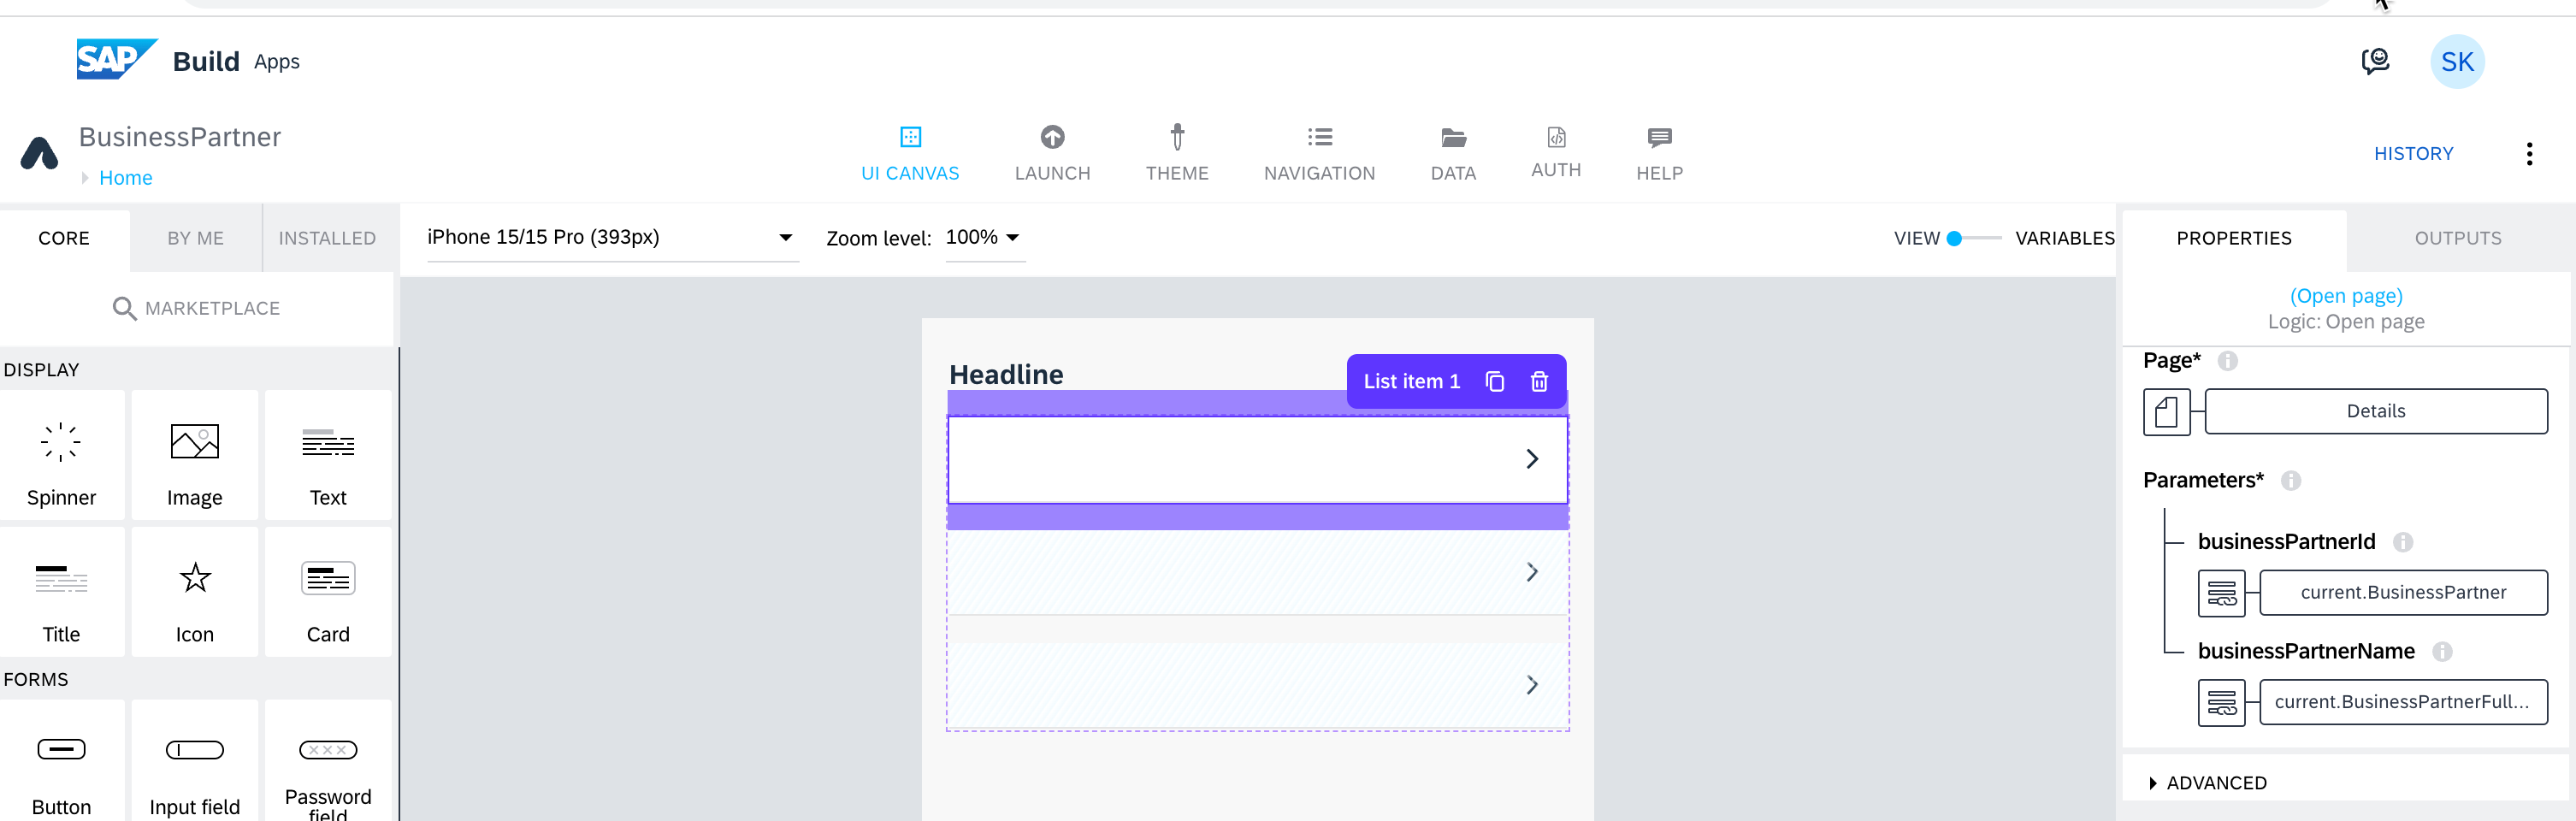 SAP Build Apps
SK
BusinessPartner
Home
UI CANVAS
LAUNCH
THEME
NAVIGATION
DATA
AUTH
HELP
HISTORY
CORE
BY ME
INSTALLED
iPhone 15/15 Pro (393px)
Zoom level: 100%
VIEW
VARIABLES
PROPERTIES
OUTPUTS
MARKETPLACE
(Open page)
Logic: Open page
DISPLAY
Spinner
Image
Text
Title
Icon
Card
FORMS
Button
Input field
Password
field
Headline
List item 1
Page*
Details
Parameters*
businessPartnerId
current.BusinessPartner
businessPartnerName
current.BusinessPartnerFull...
ADVANCED